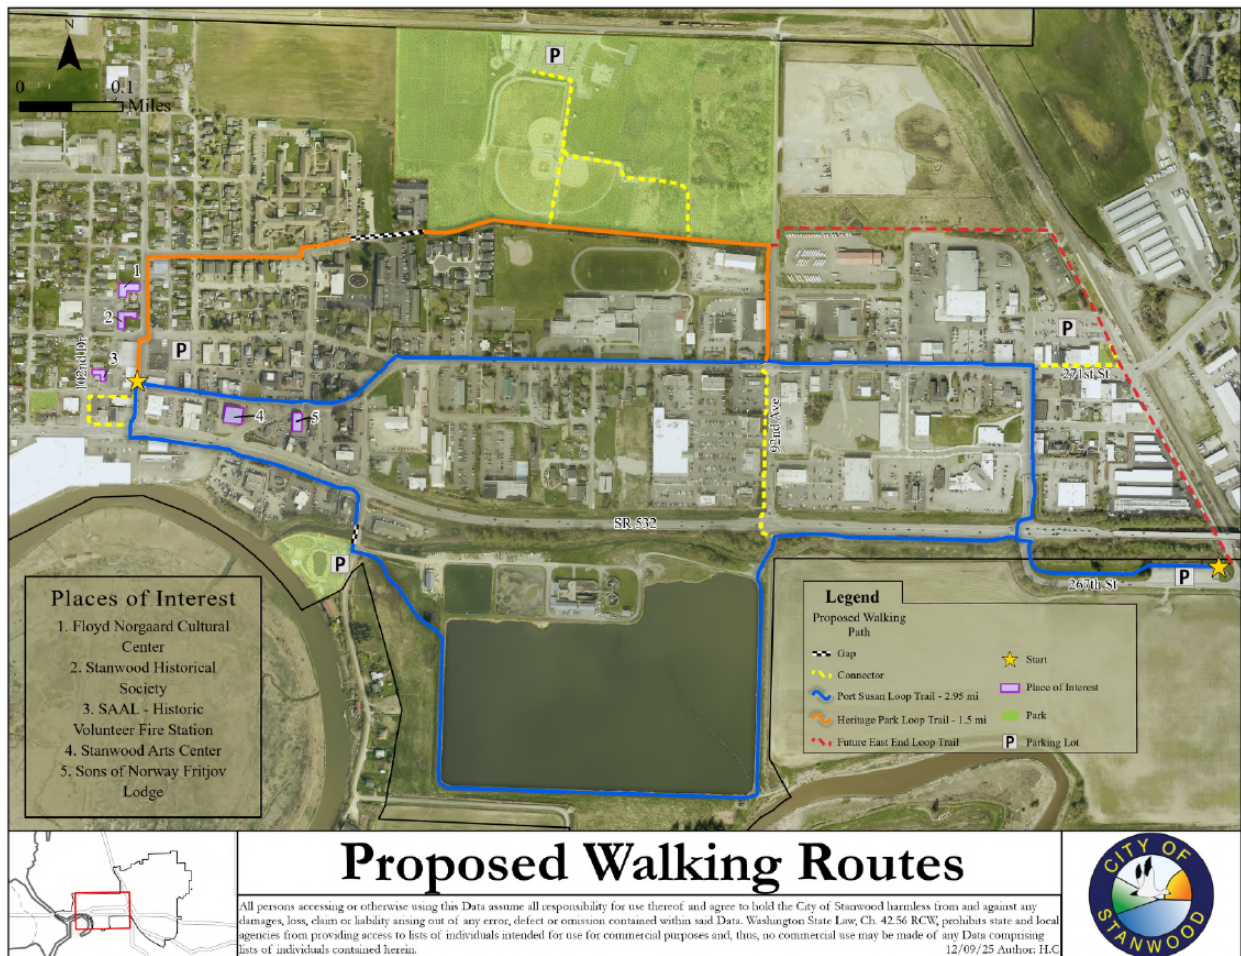 N
0 0.1
Miles
P
1
2
3
102nd Dr
P
4
5
92nd Ave
P
271st St
SR 532
P
267th St
P
Places of Interest
1. Floyd Norgaard Cultural
Center
2. Stanwood Historical
Society
3. SAAL - Historic
Volunteer Fire Station
4. Stanwood Arts Center
5. Sons of Norway Fritjov
Lodge
Legend
Proposed Walking
Path
Gap
Connector
Port Susan Loop Trail - 2.95 mi
Heritage Park Loop Trail - 1.5 mi
Future East End Loop Trail
Start
Place of Interest
Park
P Parking Lot
Proposed Walking Routes
All persons accessing or otherwise using this Data assume all responsibility for use thereof and agree to hold the City of Stanwood harmless from and against any
damages, loss, claim or liability arising out of any error, defect or omission contained within said Data. Washington State Law, Ch. 42.56 RCW, prohibits state and local
agencies from providing access to lists of individuals intended for use for commercial purposes and, thus, no commercial use may be made of any Data comprising
lists of individuals contained herein.
12/09/25 Author: H.C
CITY OF
STANWOOD